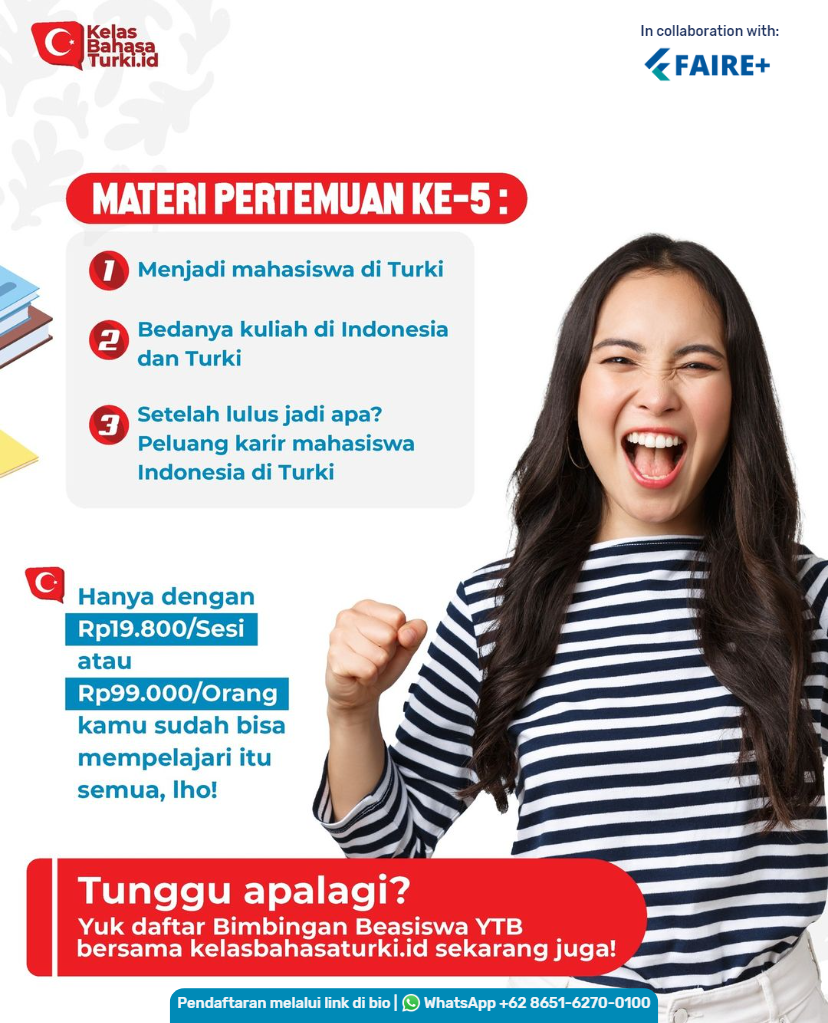 Kelas
Bahasa
Turki.id
In collaboration with:
FAIRE+
MATERI PERTEMUAN KE-5 :
1 Menjadi mahasiswa di Turki
2 Bedanya kuliah di Indonesia
dan Turki
3 Setelah lulus jadi apa?
Peluang karir mahasiswa
Indonesia di Turki
Hanya dengan
Rp19.800/Sesi
atau
Rp99.000/Orang
kamu sudah bisa
mempelajari itu
semua, lho!
Tunggu apalagi?
Yuk daftar Bimbingan Beasiswa YTB
bersama kelasbahasaturki.id sekarang juga!
Pendaftaran melalui link di bio | WhatsApp +62 8651-6270-0100